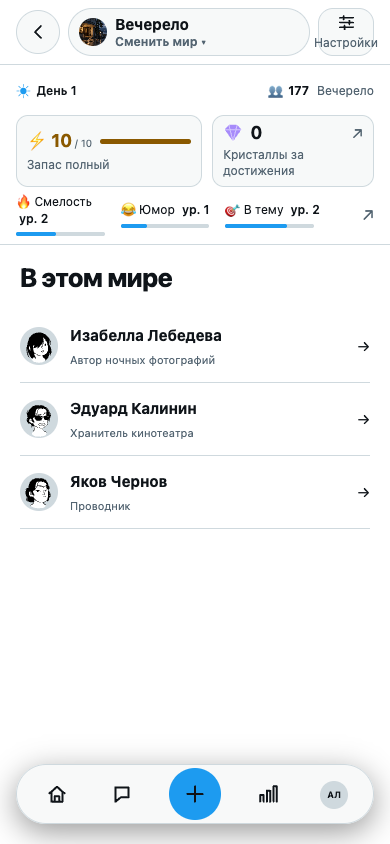 Вечерело
Сменить мир ▾
Настройки
День 1
177 Вечерело
10 / 10
Запас полный
0
Кристаллы за
достижения
Смелость
ур. 2
Юмор ур. 1
В тему ур. 2
В этом мире
Изабелла Лебедева
Автор ночных фотографий
Эдуард Калинин
Хранитель кинотеатра
Яков Чернов
Проводник
АЛ